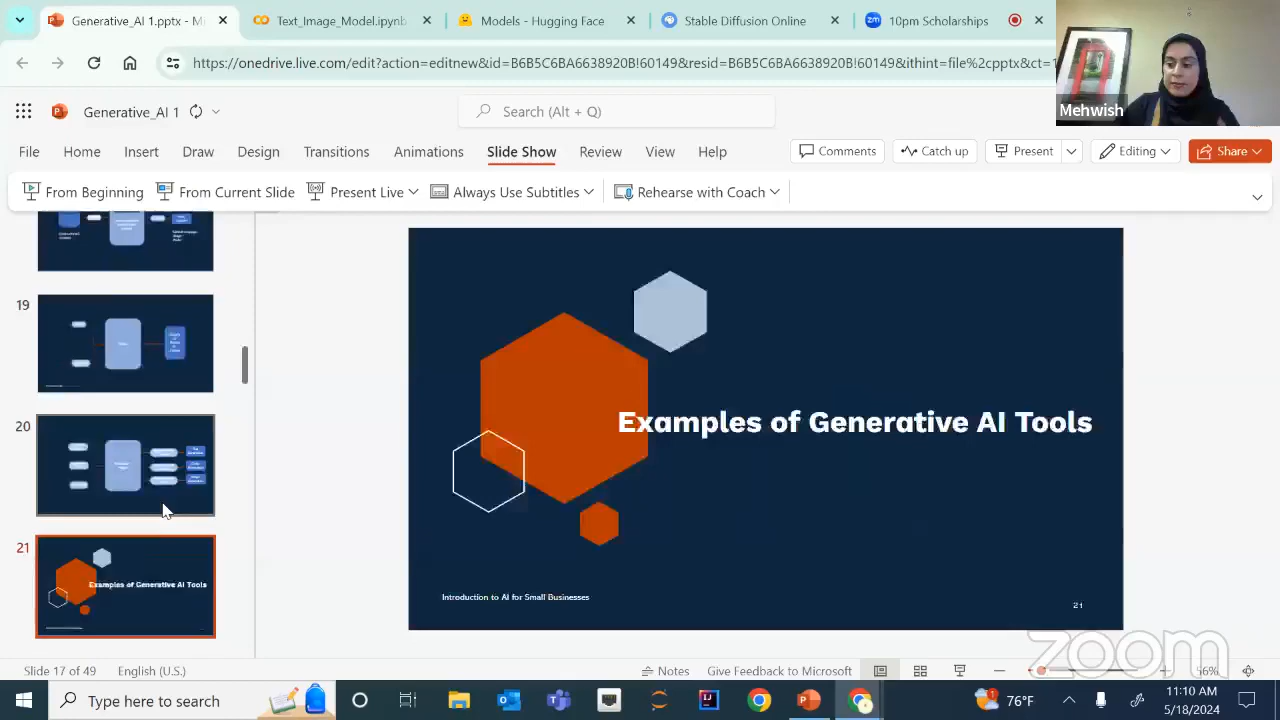 Generative_AI 1.pptx - Mi
Text_Image_Model.ipynb
Models - Hugging Face
Stable Diffusion Online
10pm Scholarships
https://onedrive.live.com/edit?action=editnew&id=B6B5C6BA6638920B!60149&resid=B6B5C6BA6638920B!60149&ithint=file%2cpptx&ct=1
Mehwish
Generative_AI 1
Search (Alt + Q)
File Home Insert Draw Design Transitions Animations Slide Show Review View Help
Comments Catch up Present Editing Share
From Beginning From Current Slide Present Live Always Use Subtitles Rehearse with Coach
19
20
21
Examples of Generative AI Tools
Examples of Generative AI Tools
Introduction to AI for Small Businesses
21
zoom
Slide 17 of 49 English (U.S.) Notes Give Feedback to Microsoft 56%
Type here to search
76°F
11:10 AM
5/18/2024